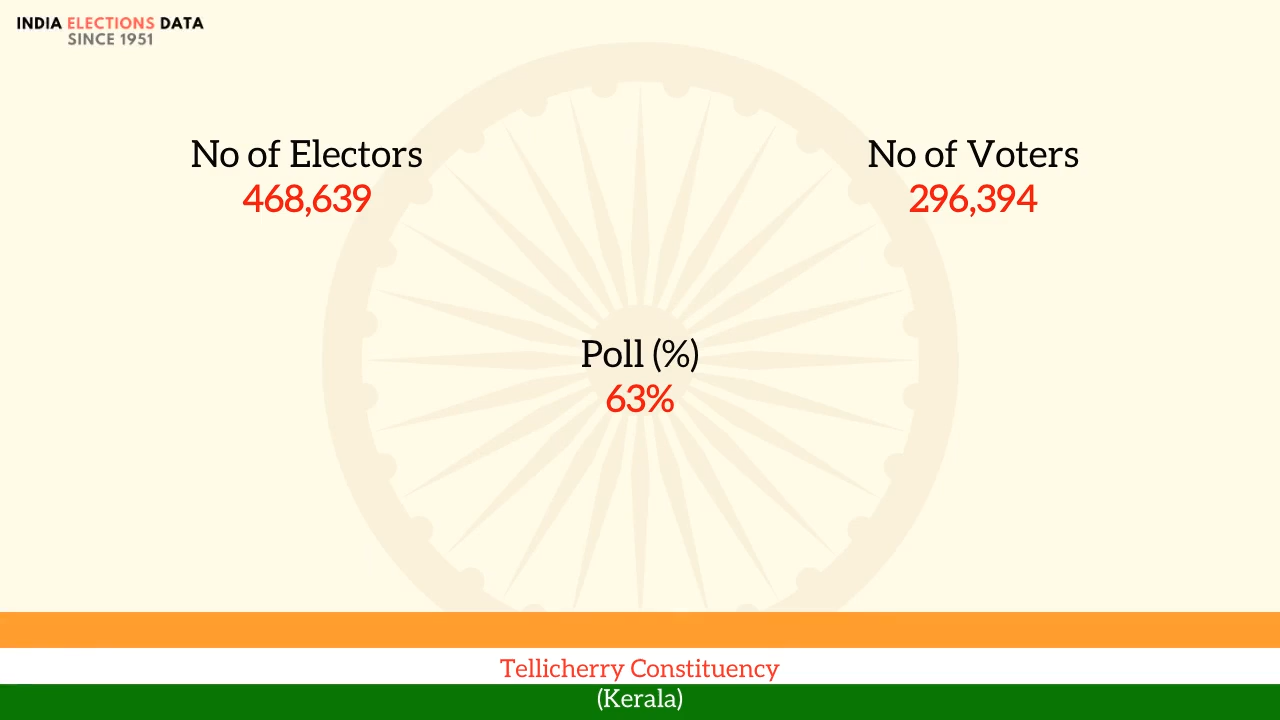 INDIA ELECTIONS DATA
SINCE 1951
No of Electors
468,639
No of Voters
296,394
Poll (%)
63%
Tellicherry Constituency
(Kerala)